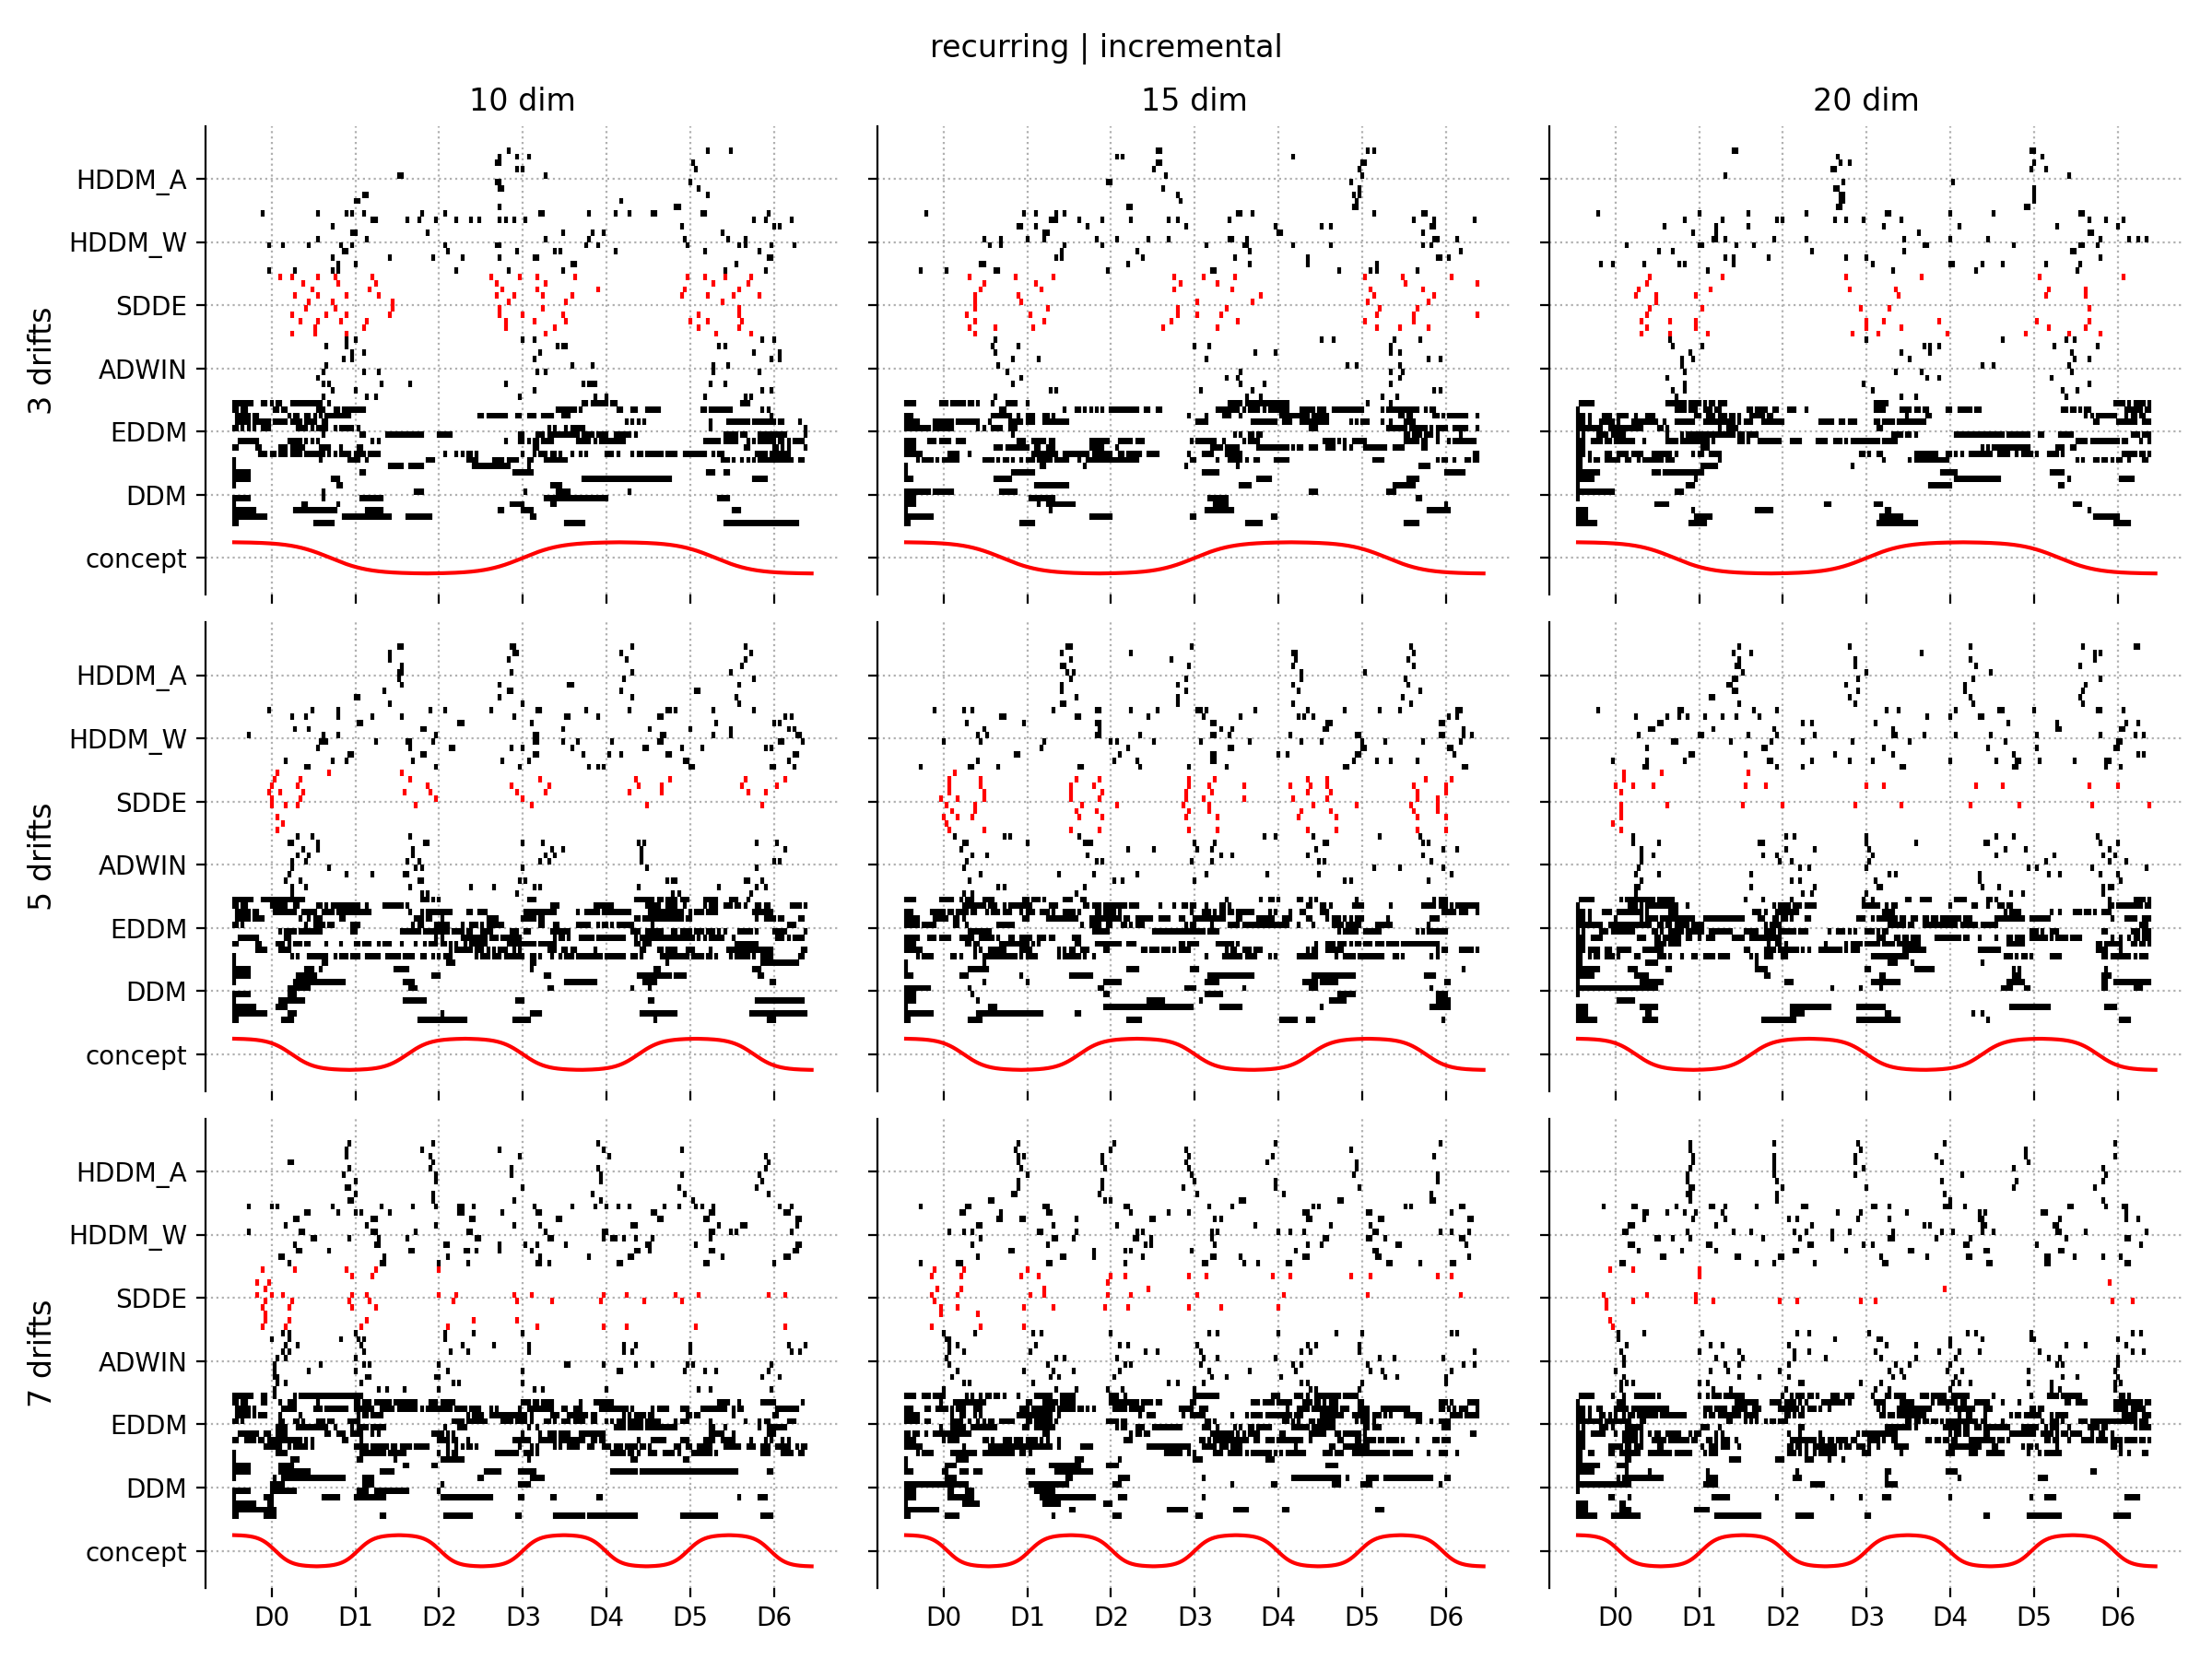 recurring | incremental
10 dim
15 dim
20 dim
3 drifts
HDDM_A
HDDM_W
SDDE
ADWIN
EDDM
DDM
concept
5 drifts
HDDM_A
HDDM_W
SDDE
ADWIN
EDDM
DDM
concept
7 drifts
HDDM_A
HDDM_W
SDDE
ADWIN
EDDM
DDM
concept
D0 D1 D2 D3 D4 D5 D6
D0 D1 D2 D3 D4 D5 D6
D0 D1 D2 D3 D4 D5 D6